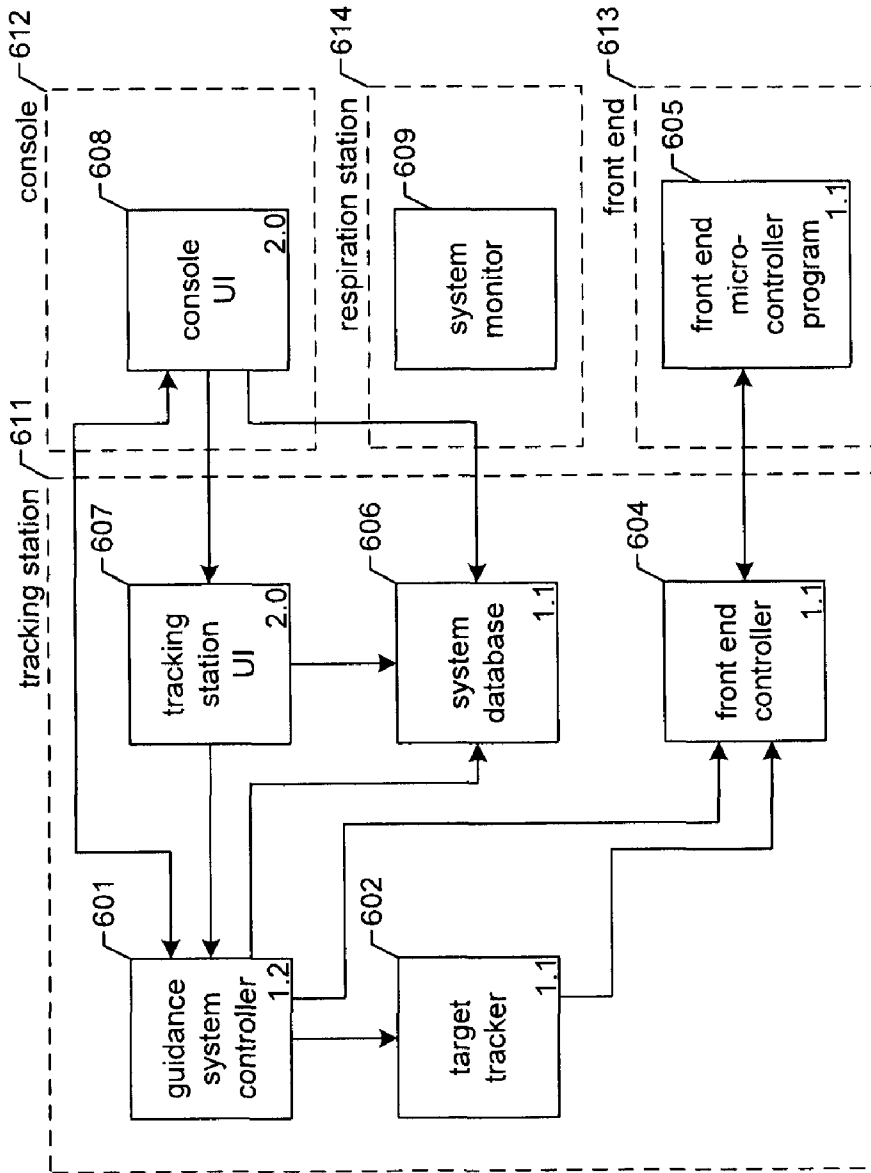 tracking station
611
console
612
601
guidance
system
controller
1.2
607
tracking
station
UI
2.0
608
console
UI
2.0
respiration station
614
602
target
tracker
1.1
606
system
database
1.1
609
system
monitor
front end
613
604
front end
controller
1.1
605
front end
micro-
controller
program
1.1